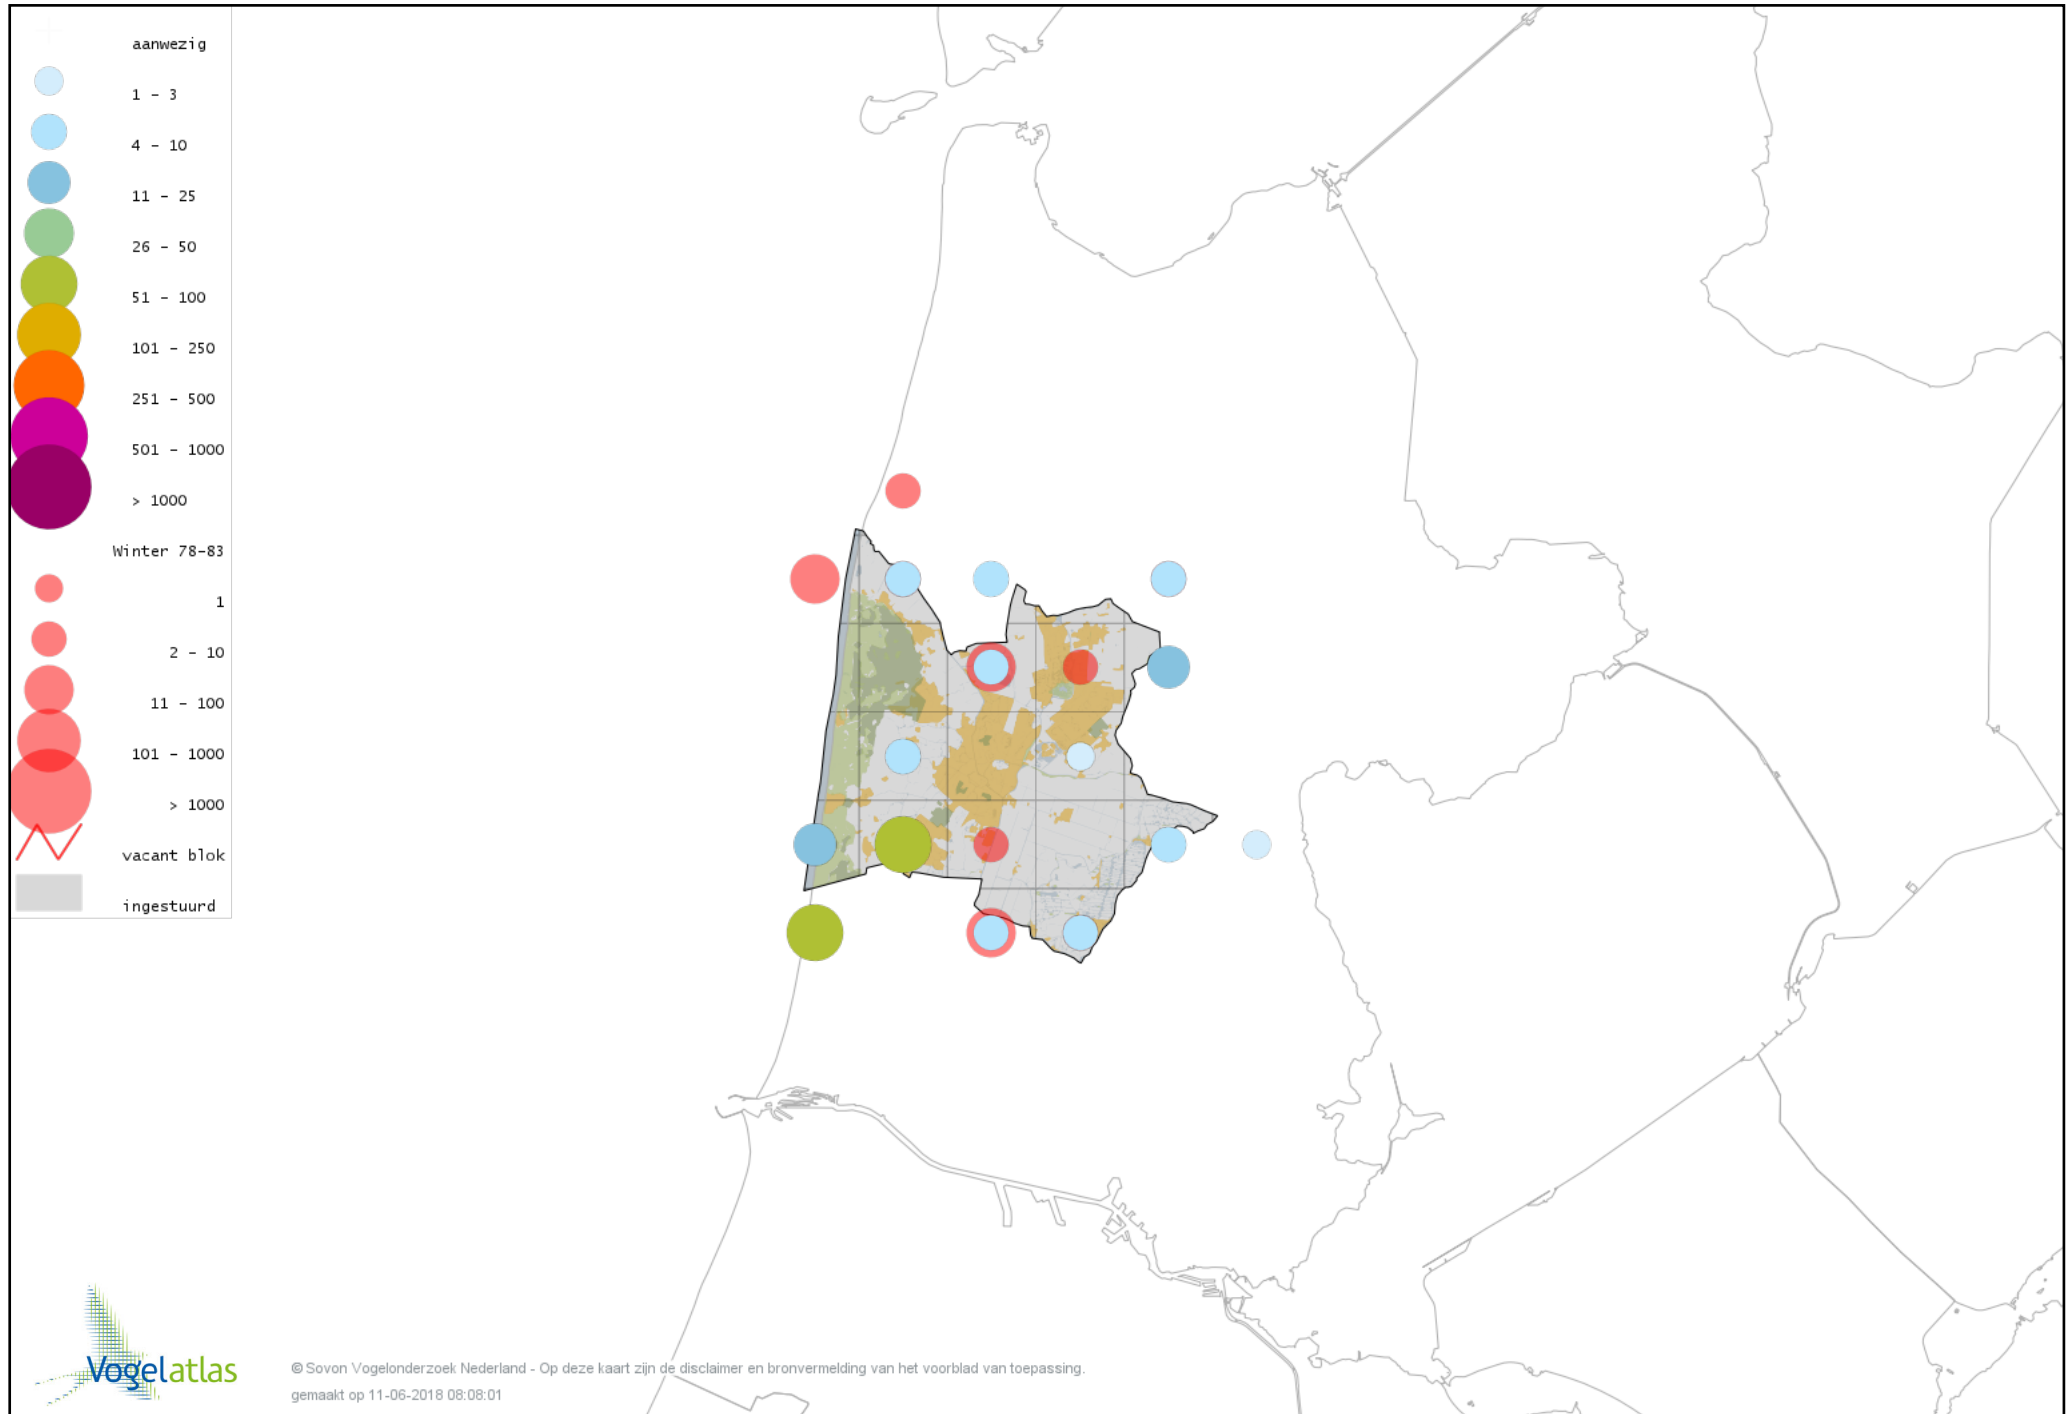 aanwezig
1 - 3
4 - 10
11 - 25
26 - 50
51 - 100
101 - 250
251 - 500
501 - 1000
> 1000
Winter 78-83
1
2 - 10
11 - 100
101 - 1000
> 1000
vacant blok
ingestuurd
Vogelatlas
© Sovon Vogelonderzoek Nederland - Op deze kaart zijn de disclaimer en bronvermelding van het voorblad van toepassing.
gemaakt op 11-06-2018 08:08:01